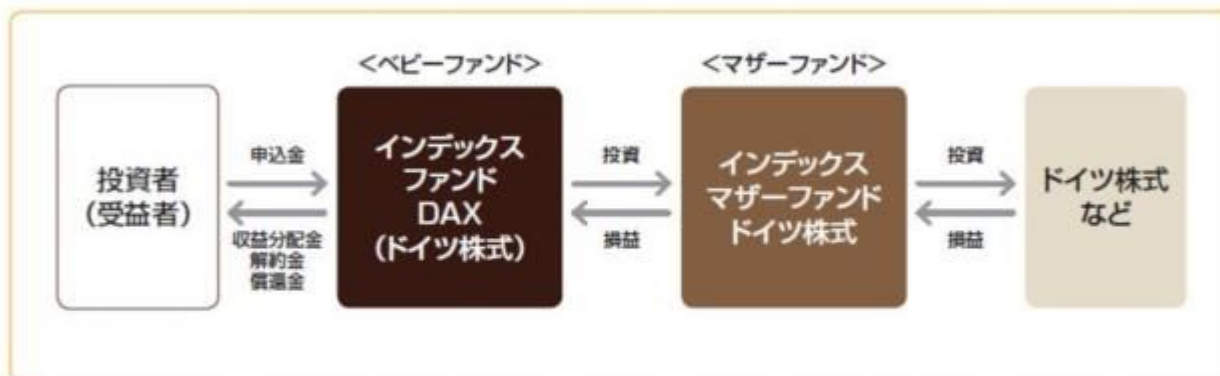 <ベビーファンド>
<マザーファンド>
投資者
(受益者)
申込金
収益分配金
解約金
償還金
インデックス
ファンド
DAX
(ドイツ株式)
投資
損益
インデックス
マザーファンド
ドイツ株式
投資
損益
ドイツ株式
など